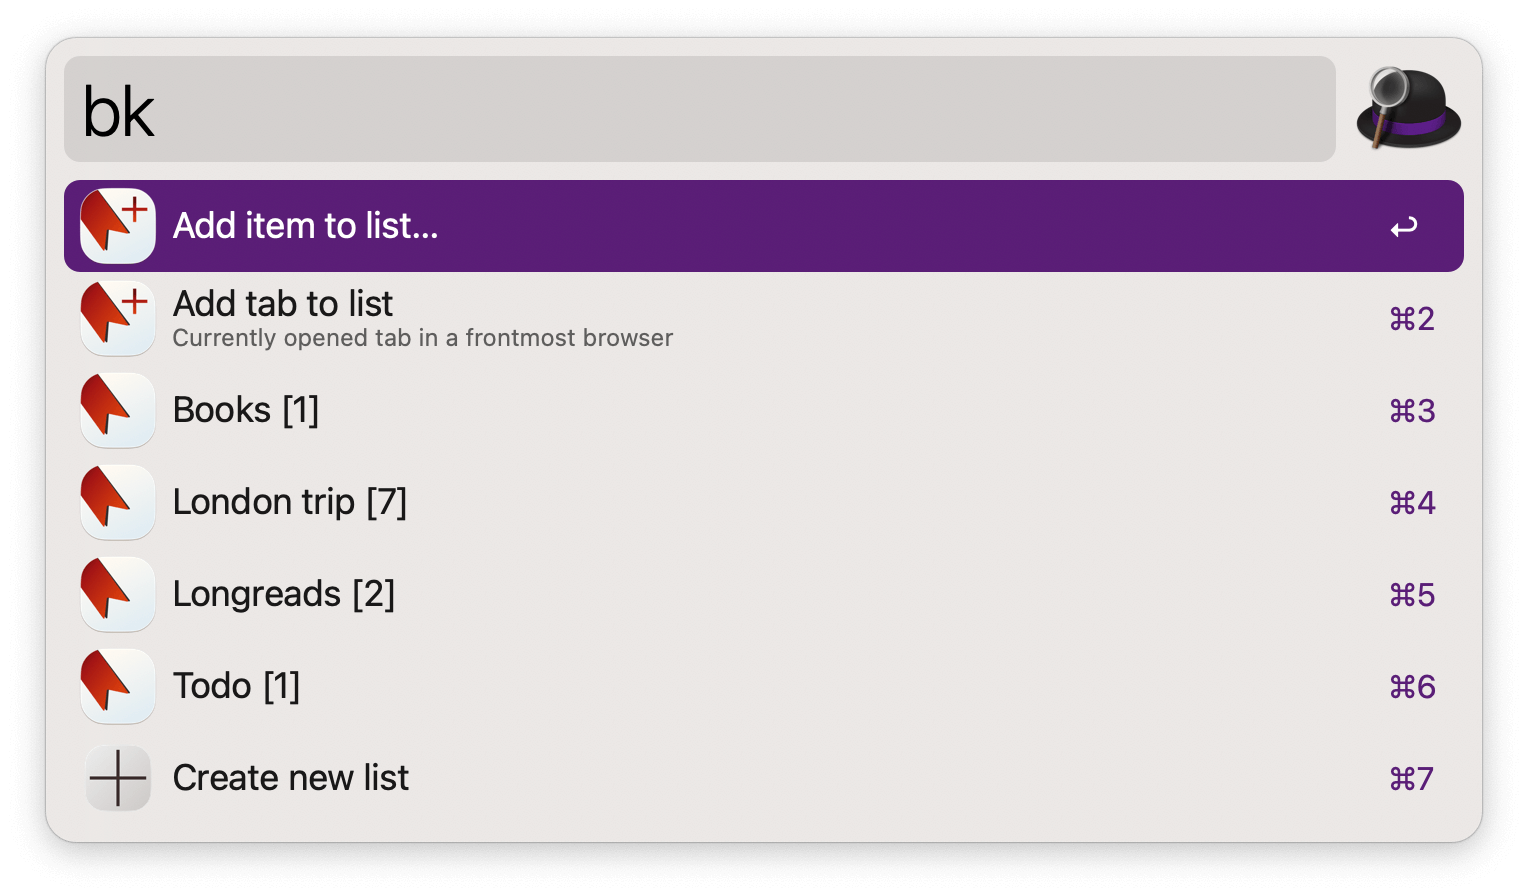 bk
Add item to list...
Add tab to list
Currently opened tab in a frontmost browser
⌘2
Books [1]
⌘3
London trip [7]
⌘4
Longreads [2]
⌘5
Todo [1]
⌘6
Create new list
⌘7